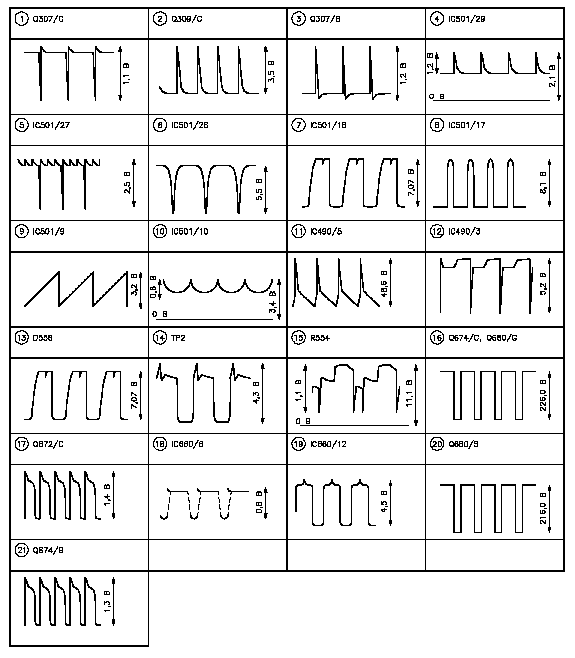 1 Q307/C
2 Q309/C
3 Q307/B
4 IC501/29
1,1 В
3,5 В
1,2 В
1,2 В
2,1 В
0 В
5 IC501/27
6 IC501/26
7 IC501/18
8 IC501/17
2,5 В
5,5 В
7,07 В
8,1 В
9 IC501/9
10 IC501/10
11 IC490/5
12 IC490/3
3,2 В
0,8 В
3,4 В
0 В
48,6 В
5,2 В
13 D556
14 TP2
15 R554
16 Q674/C, Q680/C
7,07 В
4,3 В
1,1 В
11,1 В
0 В
226,0 В
17 Q672/C
18 IC660/6
19 IC660/12
20 Q680/B
1,4 В
0,8 В
4,5 В
216,0 В
21 Q674/B
1,3 В